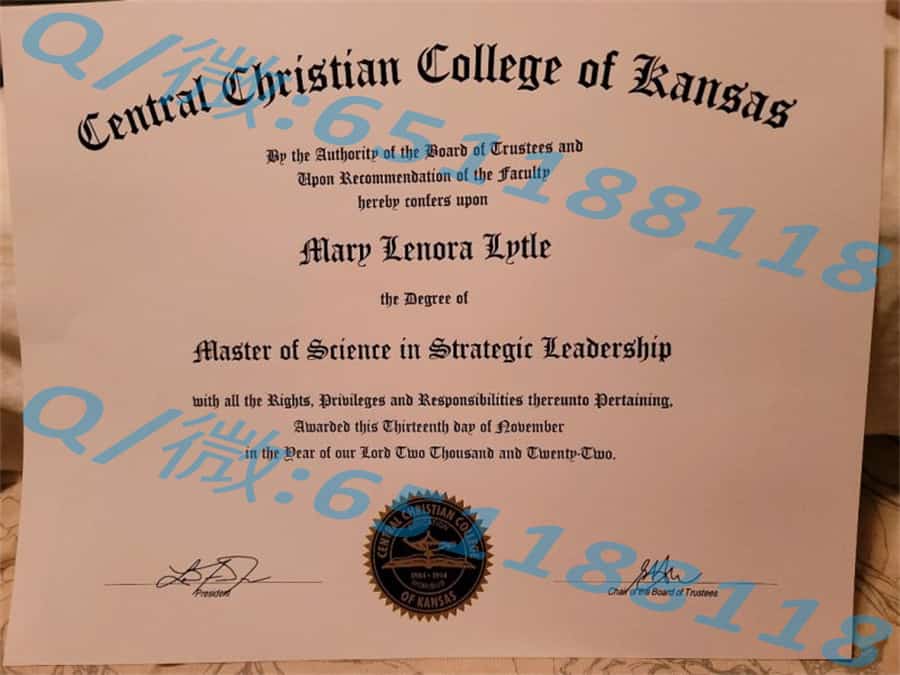 Central Christian College of Kansas
By the Authority of the Board of Trustees and
Upon Recommendation of the Faculty
hereby confers upon
Mary Lenora Lytle
the Degree of
Master of Science in Strategic Leadership
with all the Rights, Privileges and Responsibilities thereunto Pertaining,
Awarded this Thirteenth day of November
in the Year of our Lord Two Thousand and Twenty-Two.
CENTRAL CHRISTIAN COLLEGE
1884 · 1914
OF KANSAS
President
Chair of the Board of Trustees
Q/微:651188118
Q/微:651188118